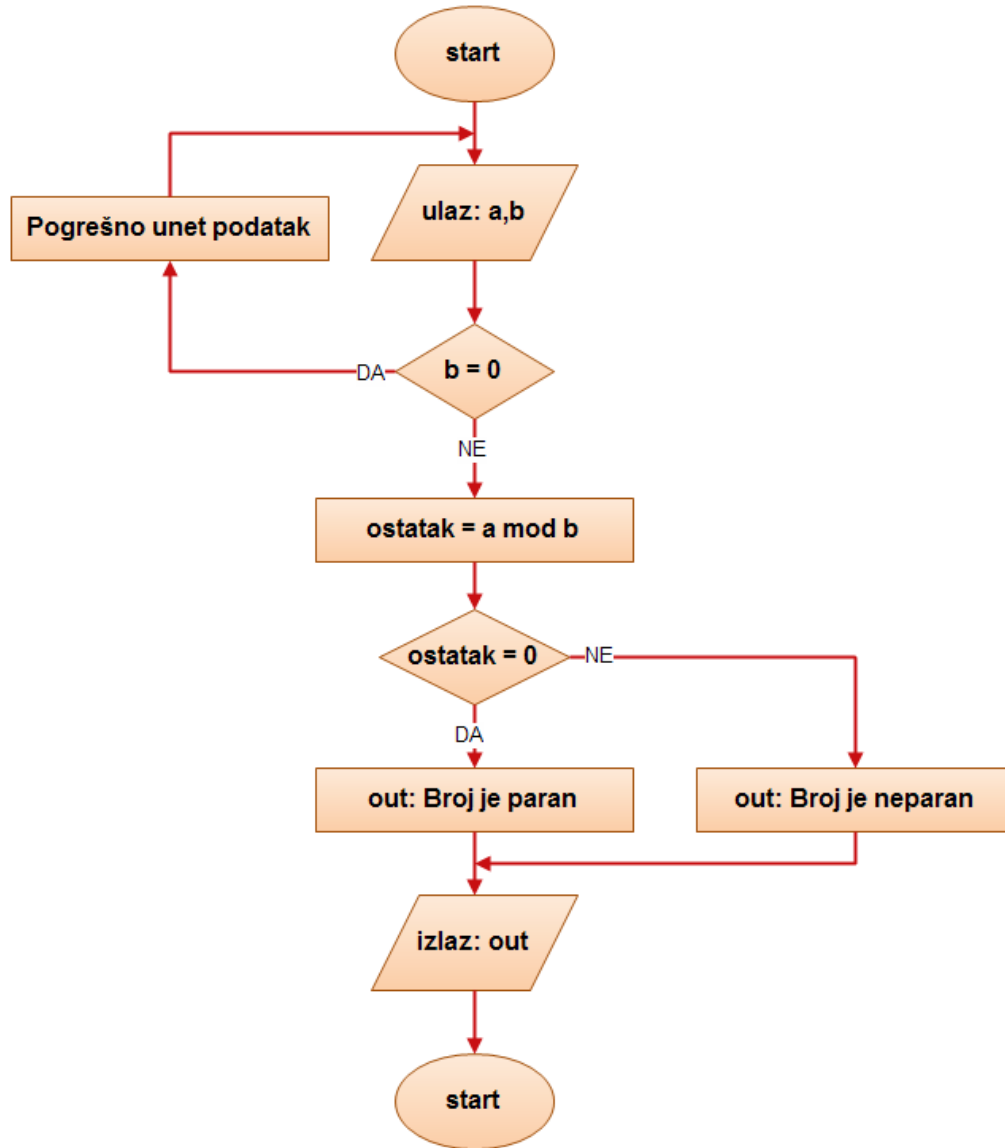 start
ulaz: a,b
Pogrešno unet podatak
b = 0
DA
NE
ostatak = a mod b
ostatak = 0
NE
DA
out: Broj je paran
out: Broj je neparan
izlaz: out
start